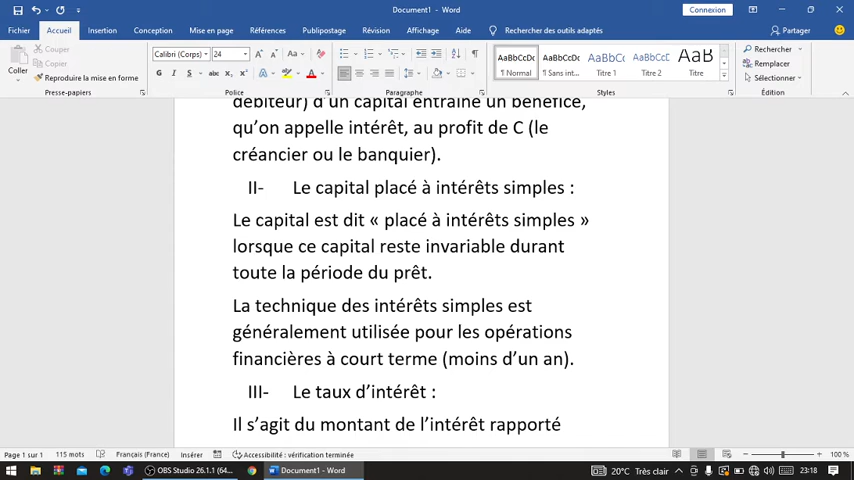 Document1 - Word
Connexion
Fichier Accueil Insertion Conception Mise en page Références Publipostage Révision Affichage Aide Rechercher des outils adaptés Partager
Coller
Couper
Copier
Reproduire la mise en forme
Presse-papiers
Calibri (Corps) 24
Police
Paragraphe
AaBbCcDc AaBbCcDc AaBbCc AaBbCcC AaB
¶ Normal ¶ Sans int... Titre 1 Titre 2 Titre
Styles
Rechercher
Remplacer
Sélectionner
Édition
débiteur) d’un capital entraîne un bénéfice,
qu’on appelle intérêt, au profit de C (le
créancier ou le banquier).
II- Le capital placé à intérêts simples :
Le capital est dit « placé à intérêts simples »
lorsque ce capital reste invariable durant
toute la période du prêt.
La technique des intérêts simples est
généralement utilisée pour les opérations
financières à court terme (moins d’un an).
III- Le taux d’intérêt :
Il s’agit du montant de l’intérêt rapporté
Page 1 sur 1 115 mots Français (France) Insérer Accessibilité : vérification terminée 100 %
OBS Studio 26.1.1 (64... Document1 - Word 20°C Très clair 23:18